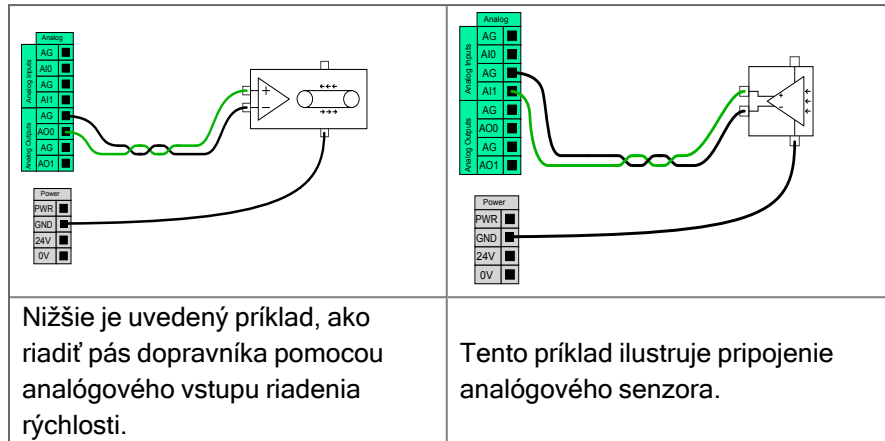 Analog
Analog Inputs
AG
AI0
AG
AI1
Analog Outputs
AG
AO0
AG
AO1
Power
PWR
GND
24V
0V
Analog
Analog Inputs
AG
AI0
AG
AI1
Analog Outputs
AG
AO0
AG
AO1
Power
PWR
GND
24V
0V
Nižšie je uvedený príklad, ako
riadiť pás dopravníka pomocou
analógového vstupu riadenia
rýchlosti.
Tento príklad ilustruje pripojenie
analógového senzora.